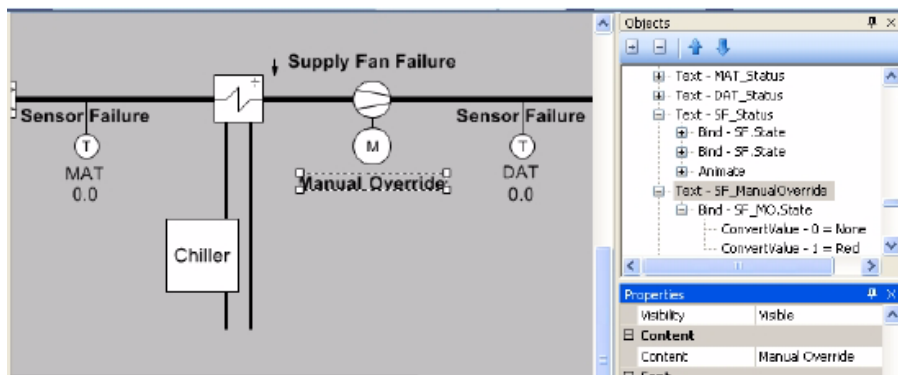 Supply Fan Failure
Sensor Failure
Sensor Failure
T
M
T
MAT
0.0
Manual Override
DAT
0.0
Chiller
Objects
Text - MAT_Status
Text - DAT_Status
Text - SF_Status
Bind - SF.State
Bind - SF.State
Animate
Text - SF_ManualOverride
Bind - SF_MO.State
ConvertValue - 0 = None
ConvertValue - 1 = Red
Properties
Visibility Visible
Content
Content Manual Override